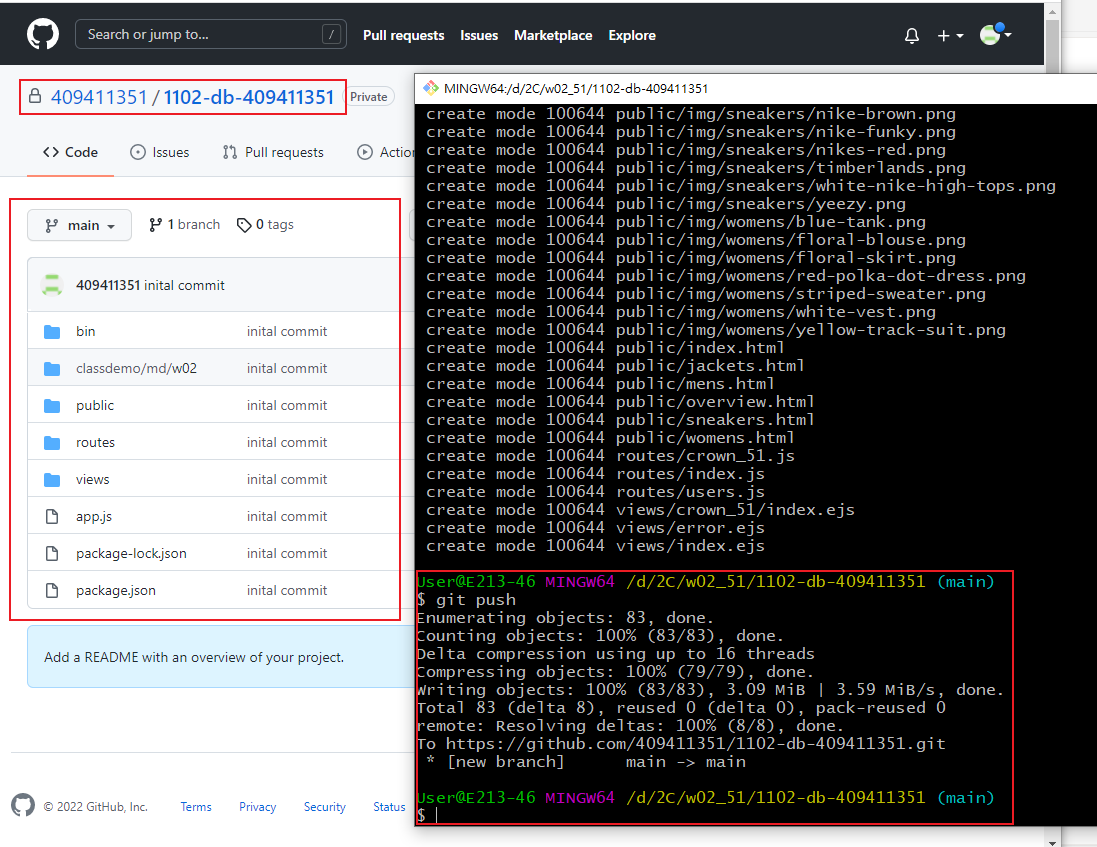 Search or jump to... /
Pull requests Issues Marketplace Explore
409411351 / 1102-db-409411351 Private
Code Issues Pull requests
main 1 branch 0 tags
409411351 inital commit
bin inital commit
classdemo/md/w02 inital commit
public inital commit
routes inital commit
views inital commit
app.js inital commit
package-lock.json inital commit
package.json inital commit
Add a README with an overview of your project.
© 2022 GitHub, Inc. Terms Privacy Security Status
MINGW64:/d/2C/w02_51/1102-db-409411351
create mode 100644 public/img/sneakers/nike-brown.png
create mode 100644 public/img/sneakers/nike-funky.png
create mode 100644 public/img/sneakers/nikes-red.png
create mode 100644 public/img/sneakers/timberlands.png
create mode 100644 public/img/sneakers/white-nike-high-tops.png
create mode 100644 public/img/sneakers/yeezy.png
create mode 100644 public/img/womens/blue-tank.png
create mode 100644 public/img/womens/floral-blouse.png
create mode 100644 public/img/womens/floral-skirt.png
create mode 100644 public/img/womens/red-polka-dot-dress.png
create mode 100644 public/img/womens/striped-sweater.png
create mode 100644 public/img/womens/white-vest.png
create mode 100644 public/img/womens/yellow-track-suit.png
create mode 100644 public/index.html
create mode 100644 public/jackets.html
create mode 100644 public/mens.html
create mode 100644 public/overview.html
create mode 100644 public/sneakers.html
create mode 100644 public/womens.html
create mode 100644 routes/crown_51.js
create mode 100644 routes/index.js
create mode 100644 routes/users.js
create mode 100644 views/crown_51/index.ejs
create mode 100644 views/error.ejs
create mode 100644 views/index.ejs
User@E213-46 MINGW64 /d/2C/w02_51/1102-db-409411351 (main)
$ git push
Enumerating objects: 83, done.
Counting objects: 100% (83/83), done.
Delta compression using up to 16 threads
Compressing objects: 100% (79/79), done.
Writing objects: 100% (83/83), 3.09 MiB | 3.59 MiB/s, done.
Total 83 (delta 8), reused 0 (delta 0), pack-reused 0
remote: Resolving deltas: 100% (8/8), done.
To https://github.com/409411351/1102-db-409411351.git
* [new branch] main -> main
User@E213-46 MINGW64 /d/2C/w02_51/1102-db-409411351 (main)
$